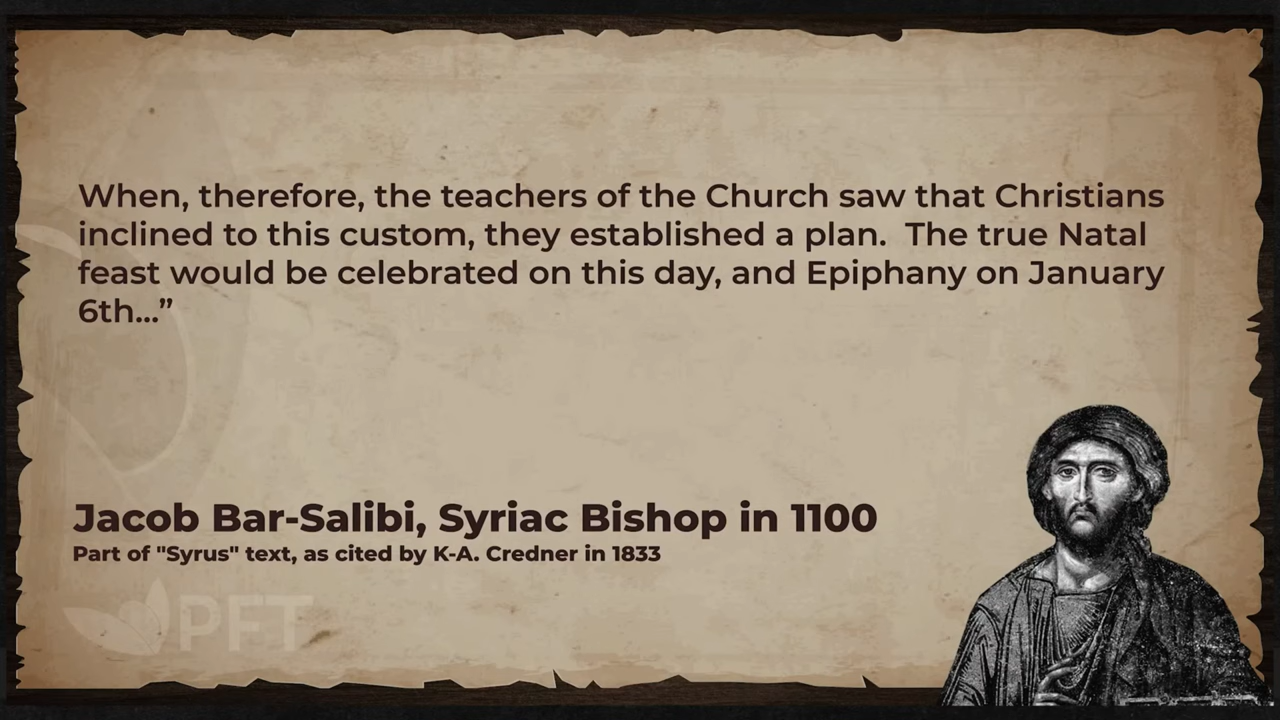 When, therefore, the teachers of the Church saw that Christians
inclined to this custom, they established a plan.  The true Natal
feast would be celebrated on this day, and Epiphany on January
6th...”
Jacob Bar-Salibi, Syriac Bishop in 1100
Part of "Syrus" text, as cited by K-A. Credner in 1833
PFT